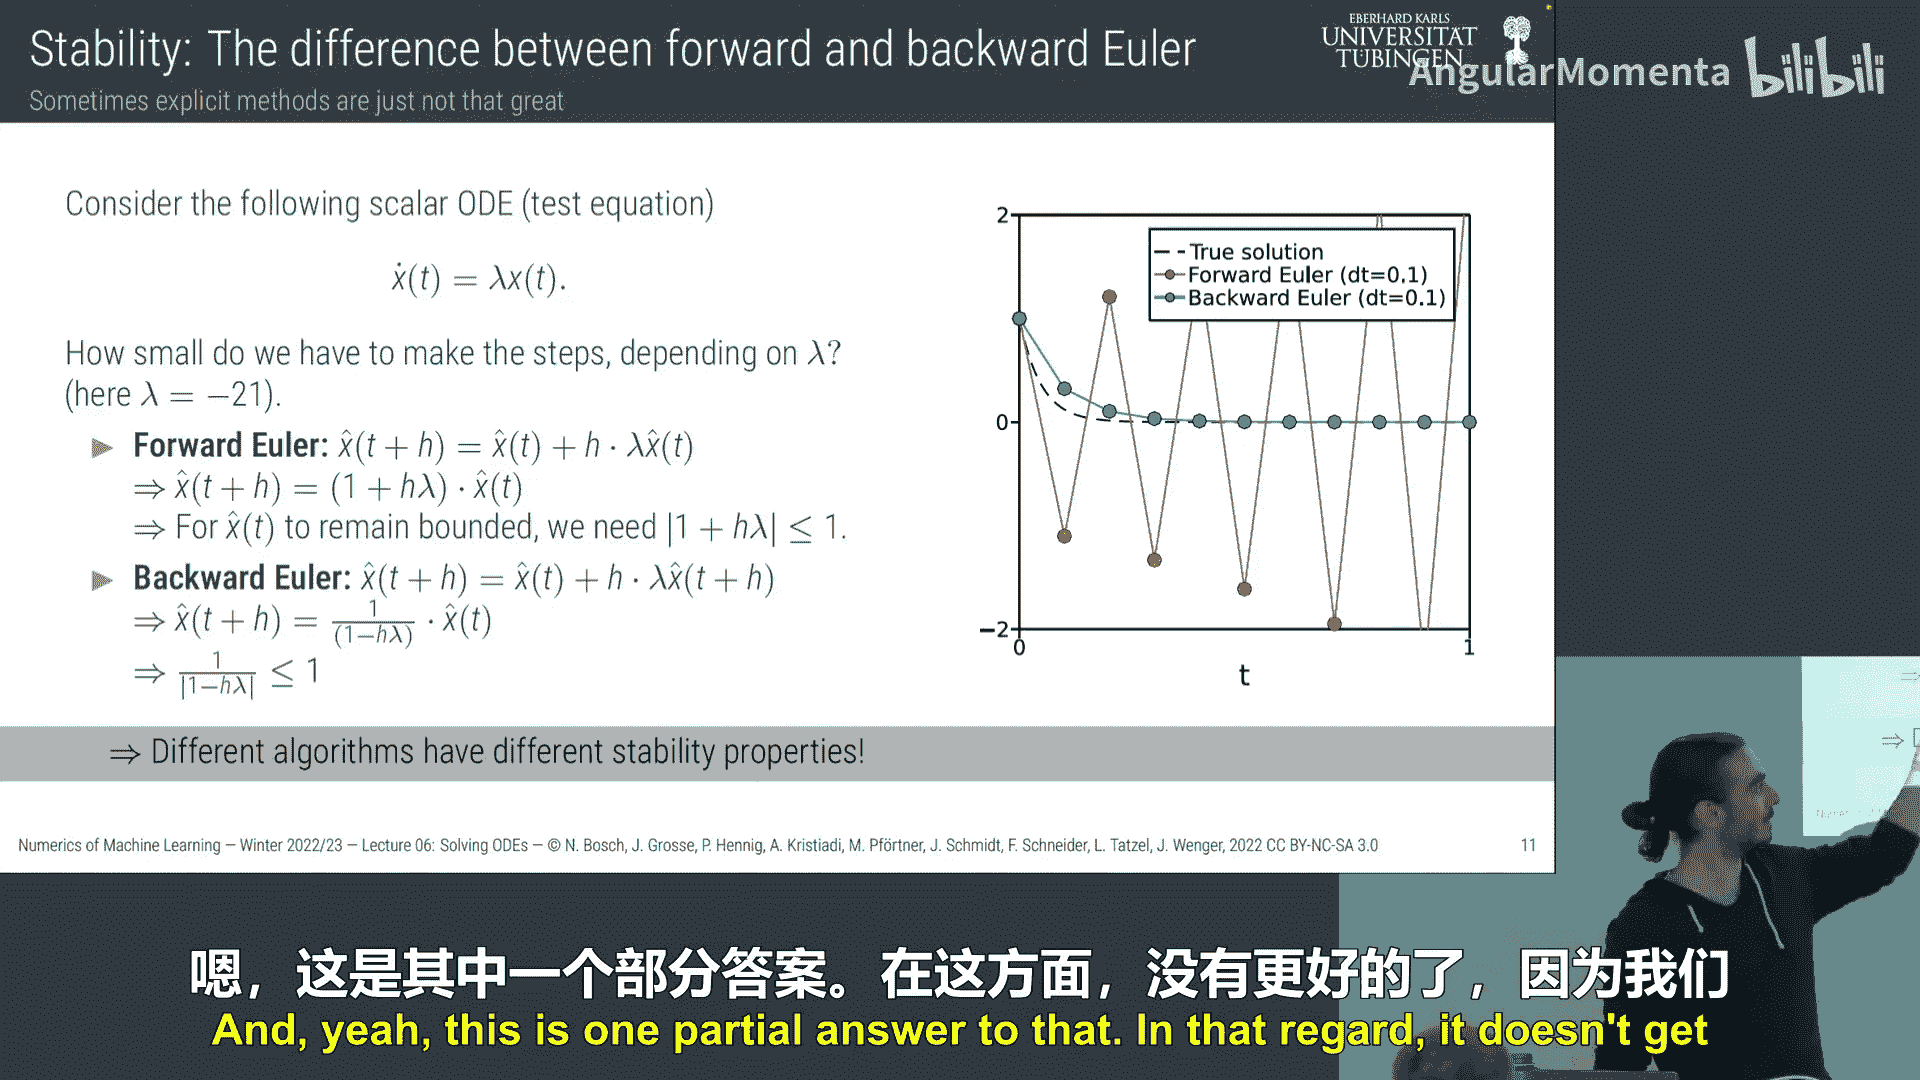 Stability: The difference between forward and backward Euler
Sometimes explicit methods are just not that great
EBERHARD KARLS
UNIVERSITÄT
TÜBINGEN
AngularMomenta bilibili
Consider the following scalar ODE (test equation)
ẋ(t) = λx(t).
How small do we have to make the steps, depending on λ?
(here λ = −21).
▶ Forward Euler: x̂(t + h) = x̂(t) + h · λx̂(t)
⇒ x̂(t + h) = (1 + hλ) · x̂(t)
⇒ For x̂(t) to remain bounded, we need |1 + hλ| ≤ 1.
▶ Backward Euler: x̂(t + h) = x̂(t) + h · λx̂(t + h)
⇒ x̂(t + h) = 1/(1−hλ) · x̂(t)
⇒ 1/|1−hλ| ≤ 1
2
0
−2
0
1
t
True solution
Forward Euler (dt=0.1)
Backward Euler (dt=0.1)
⇒ Different algorithms have different stability properties!
Numerics of Machine Learning — Winter 2022/23 — Lecture 06: Solving ODEs — © N. Bosch, J. Grosse, P. Hennig, A. Kristiadi, M. Pförtner, J. Schmidt, F. Schneider, L. Tatzel, J. Wenger, 2022 CC BY-NC-SA 3.0
11
嗯，这是其中一个部分答案。在这方面，没有更好的了，因为我们
And, yeah, this is one partial answer to that. In that regard, it doesn't get